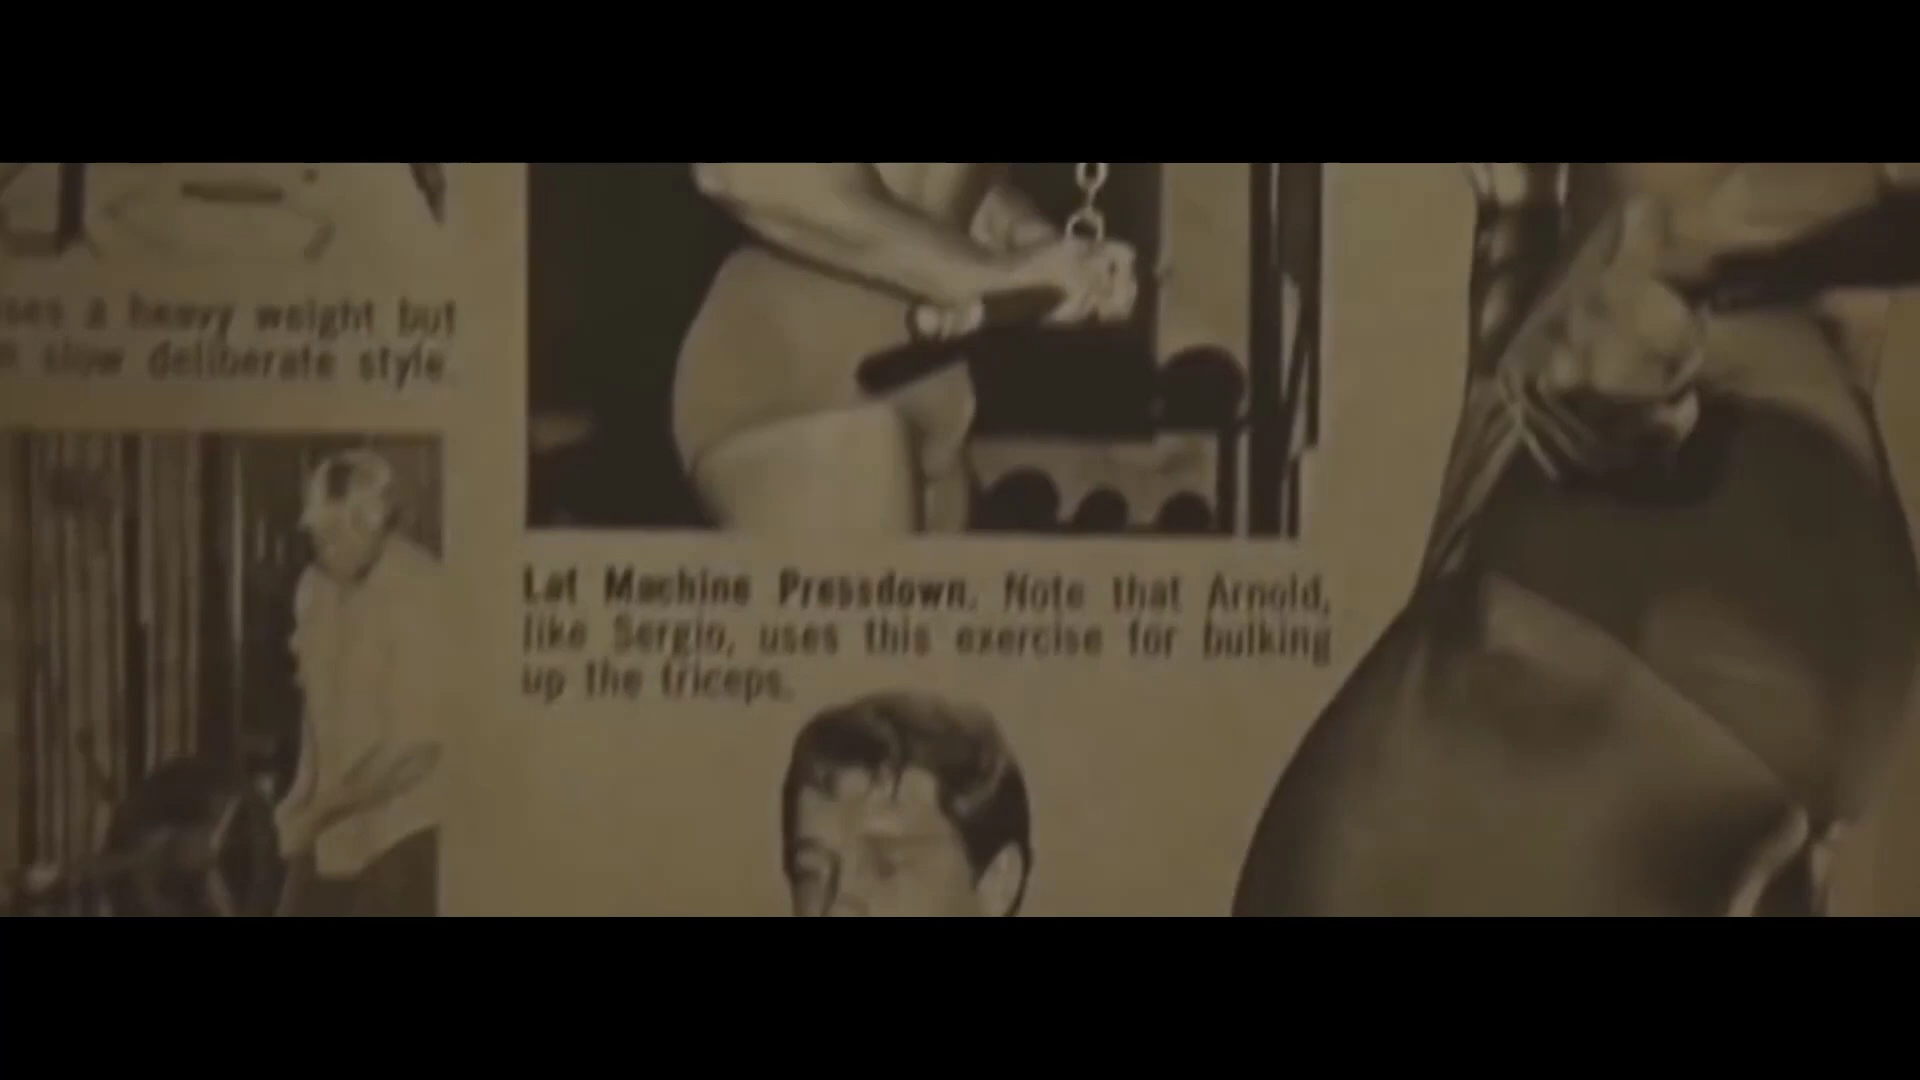 ses a heavy weight but
slow deliberate style.
Lat Machine Pressdown. Note that Arnold,
like Sergio, uses this exercise for bulking
up the triceps.